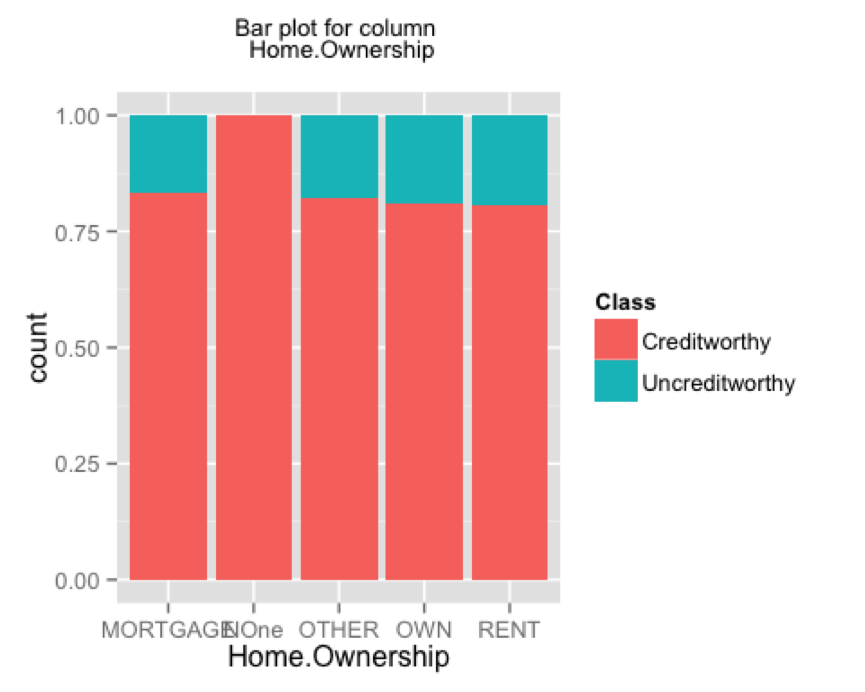 Bar plot for column
Home.Ownership
1.00
0.75
0.50
0.25
0.00
count
MORTGAGE NOne OTHER OWN RENT
Home.Ownership
Class
Creditworthy
Uncreditworthy